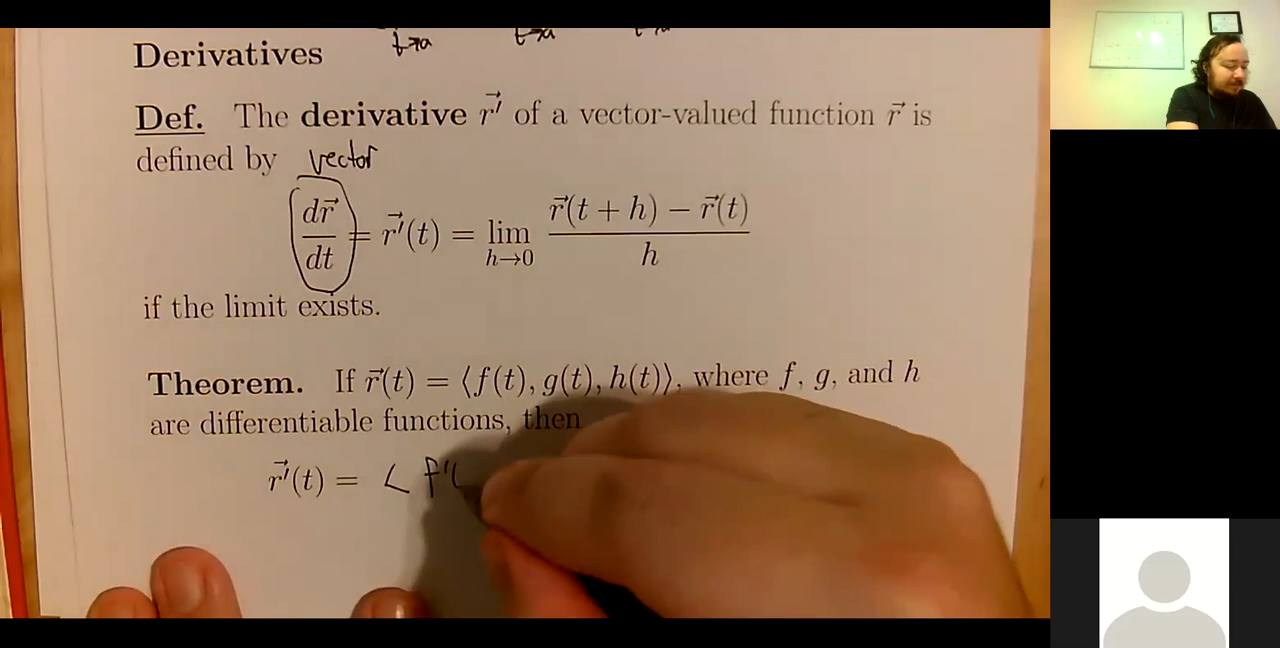 t→a t→a t→a
Derivatives
Def. The derivative r⃗′ of a vector-valued function r⃗ is
defined by vector
dr⃗/dt = r⃗′(t) = lim h→0 (r⃗(t + h) − r⃗(t))/h
if the limit exists.
Theorem. If r⃗(t) = ⟨f(t), g(t), h(t)⟩, where f, g, and h
are differentiable functions, then
r⃗′(t) = ⟨ f′(